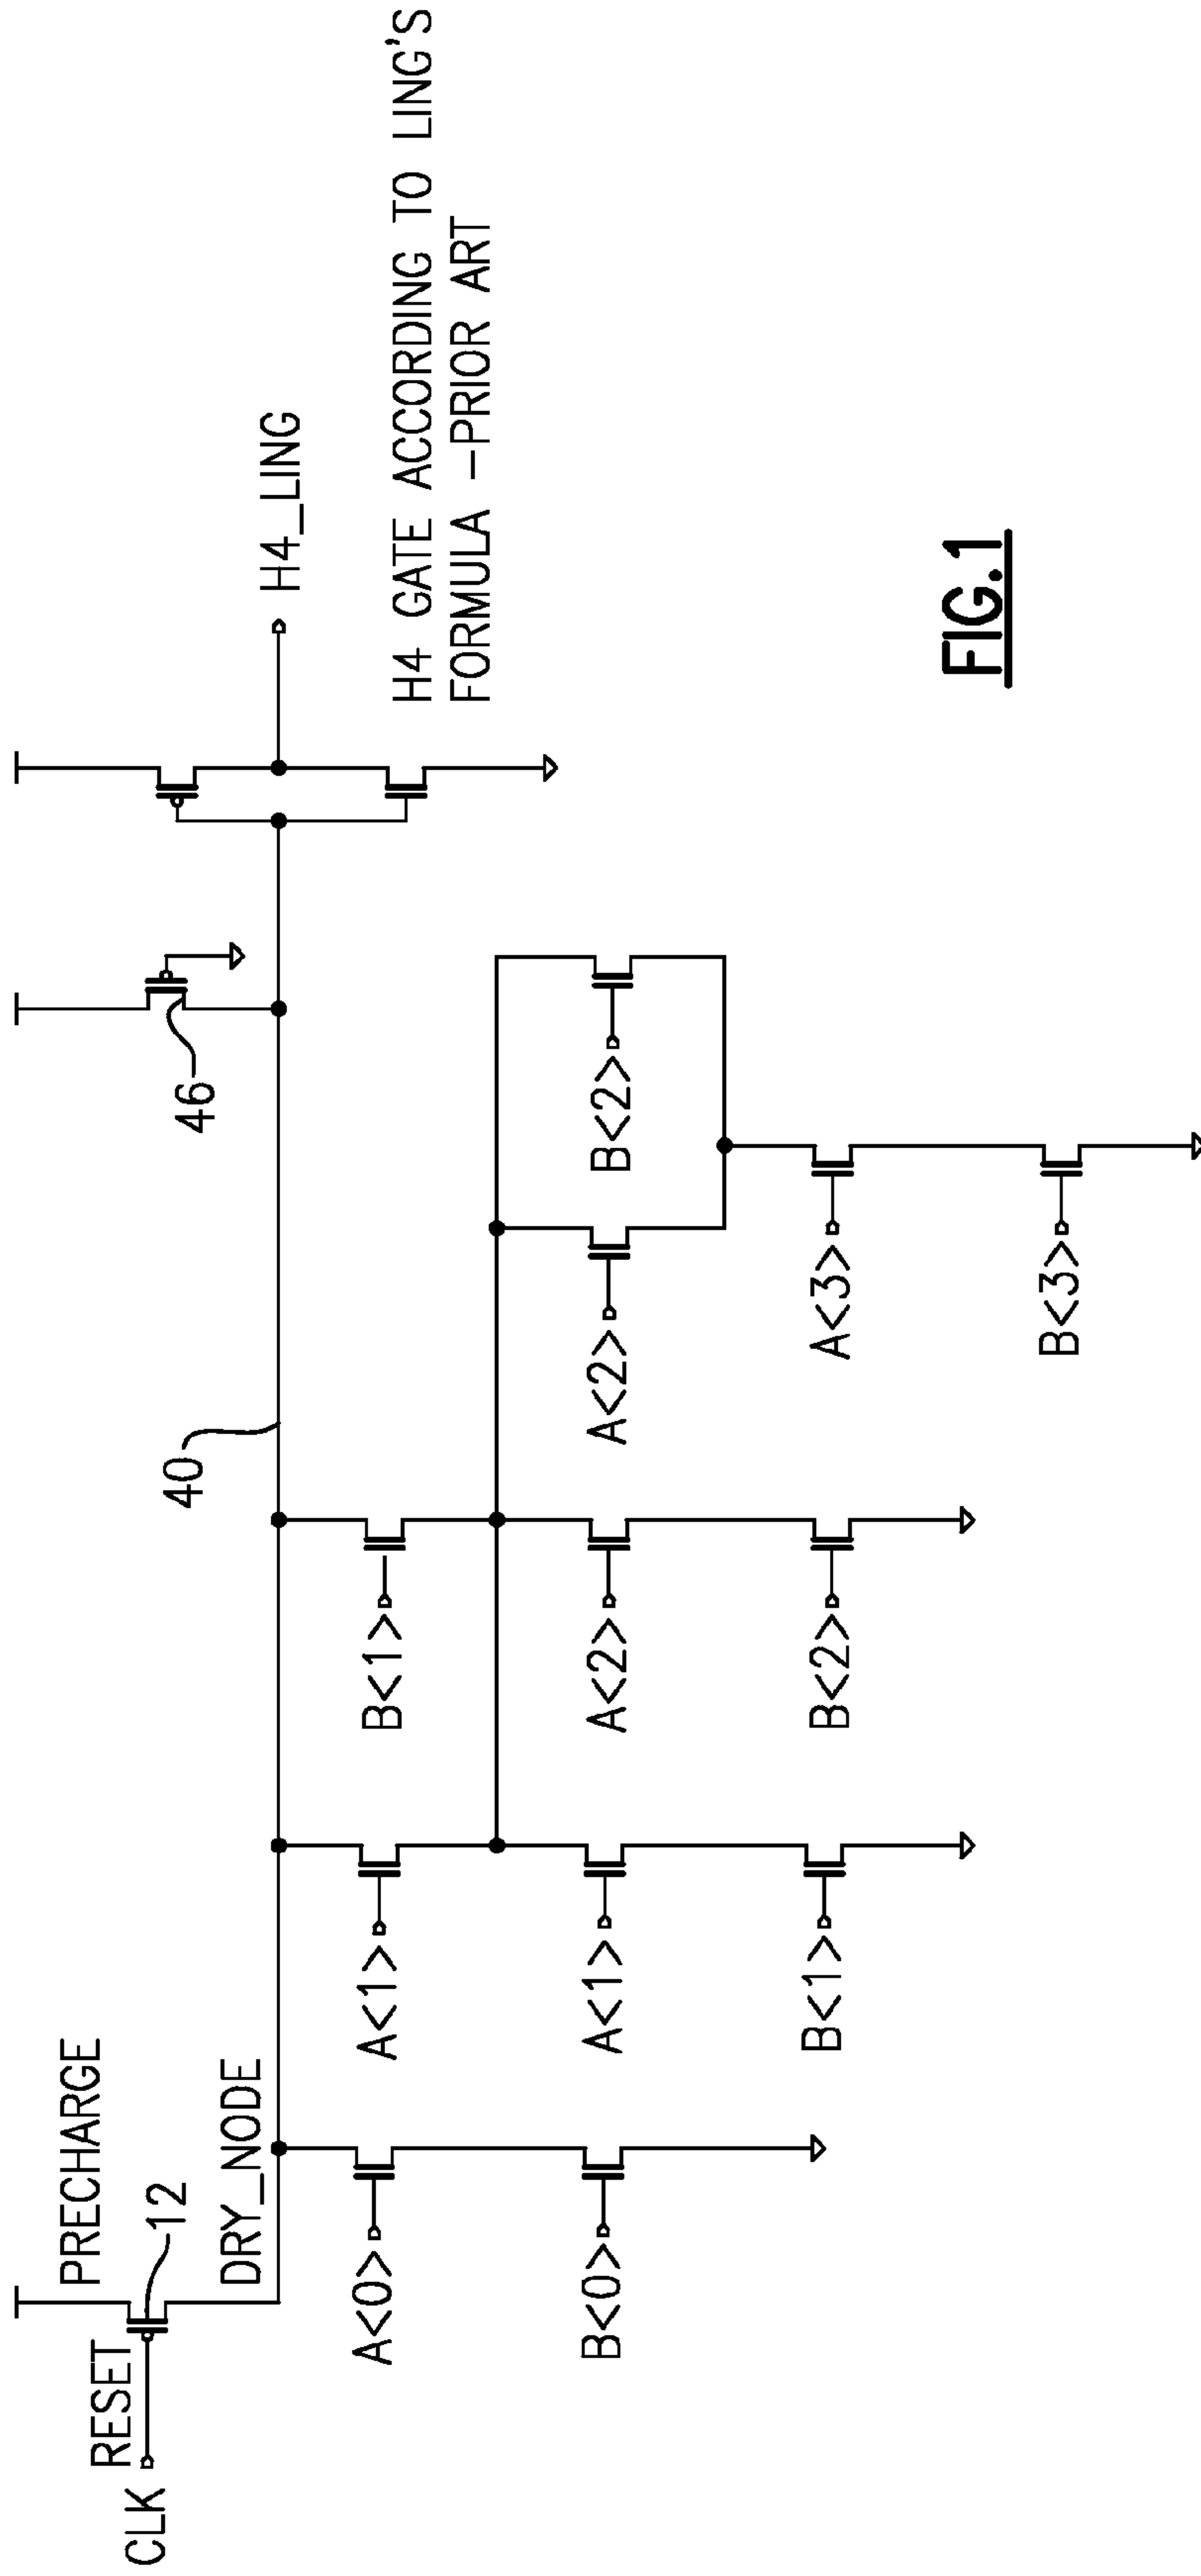 PRECHARGE
RESET
CLK
12
DRY_NODE
40
46
H4_LING
H4 GATE ACCORDING TO LING'S
FORMULA -PRIOR ART
A<0>
A<1>
B<1>
B<0>
A<1>
A<2>
A<2>
B<2>
B<1>
B<2>
A<3>
B<3>
FIG.1